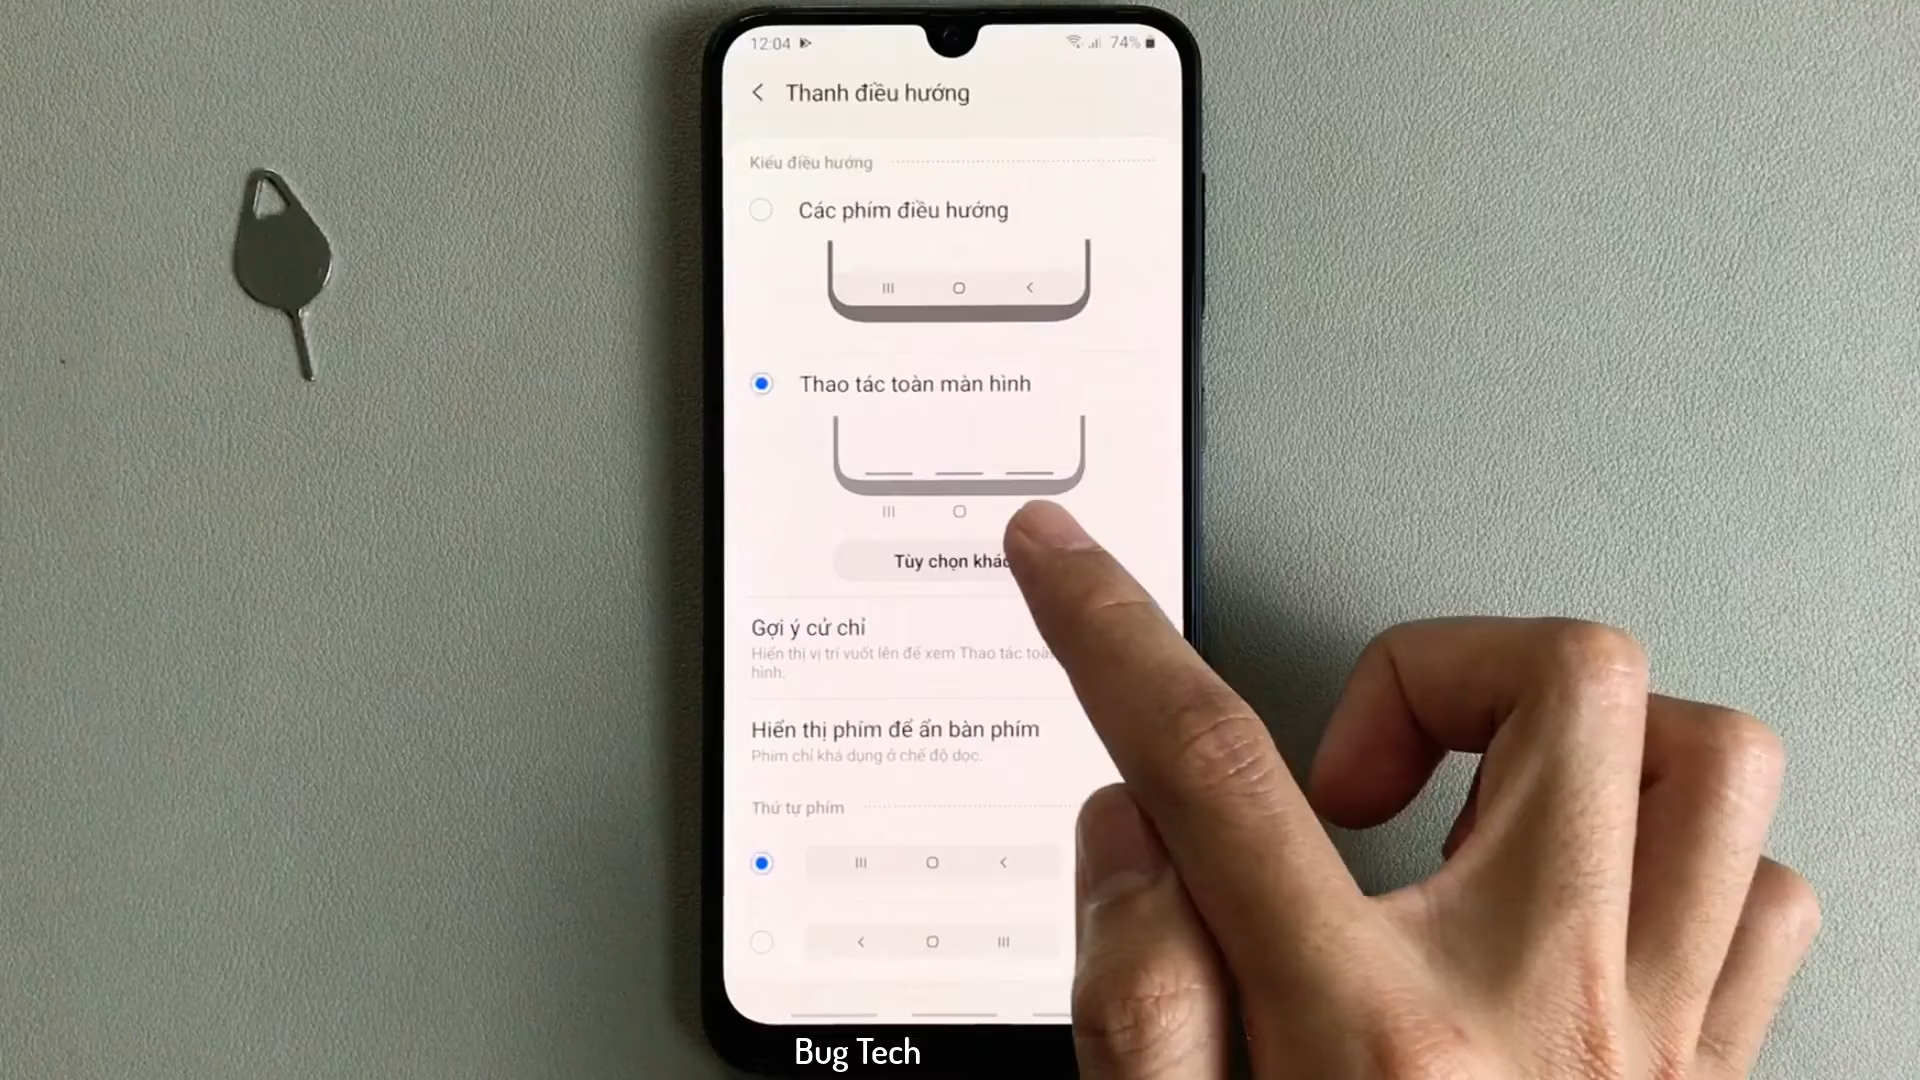 12:04
74%
Thanh điều hướng
Kiểu điều hướng
Các phím điều hướng
Thao tác toàn màn hình
Tùy chọn khác
Gợi ý cử chỉ
Hiển thị vị trí vuốt lên để xem Thao tác
hình.
Hiển thị phím để ẩn bàn phím
Phím chỉ khả dụng ở chế độ dọc.
Thứ tự phím
Bug Tech